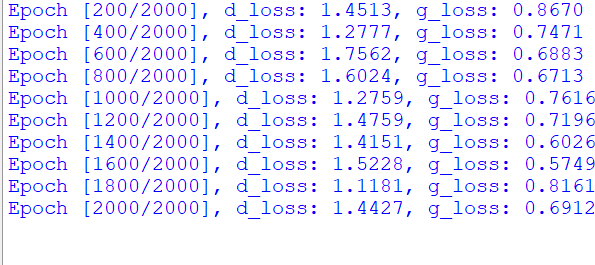 Epoch [200/2000], d_loss: 1.4513, g_loss: 0.8670
Epoch [400/2000], d_loss: 1.2777, g_loss: 0.7471
Epoch [600/2000], d_loss: 1.7562, g_loss: 0.6883
Epoch [800/2000], d_loss: 1.6024, g_loss: 0.6713
Epoch [1000/2000], d_loss: 1.2759, g_loss: 0.7616
Epoch [1200/2000], d_loss: 1.4759, g_loss: 0.7196
Epoch [1400/2000], d_loss: 1.4151, g_loss: 0.6026
Epoch [1600/2000], d_loss: 1.5228, g_loss: 0.5749
Epoch [1800/2000], d_loss: 1.1181, g_loss: 0.8161
Epoch [2000/2000], d_loss: 1.4427, g_loss: 0.6912